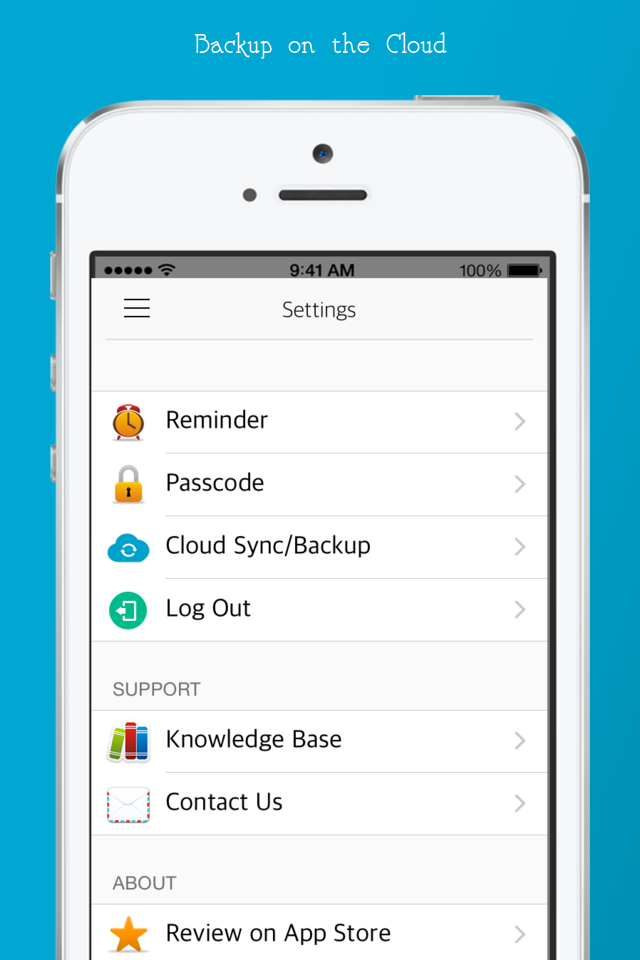 Backup on the Cloud
9:41 AM 100%
Settings
Reminder
Passcode
Cloud Sync/Backup
Log Out
SUPPORT
Knowledge Base
Contact Us
ABOUT
Review on App Store